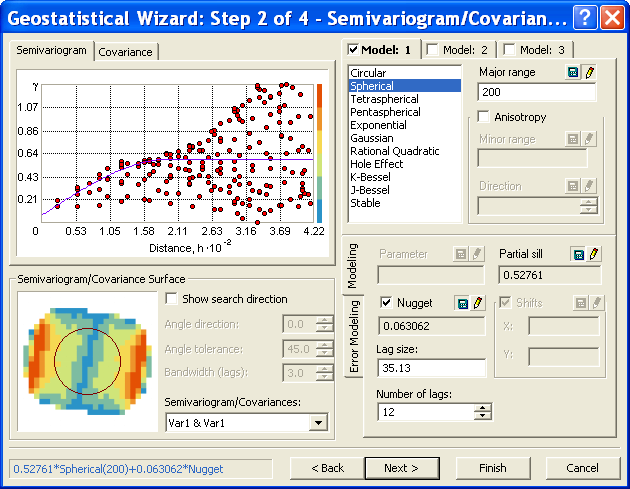 Geostatistical Wizard: Step 2 of 4 - Semivariogram/Covarian...
Semivariogram
Covariance
γ
1.07
0.86
0.64
0.43
0.21
0
0.53
1.05
1.58
2.11
2.63
3.16
3.69
4.22
Distance, h ·10⁻²
Semivariogram/Covariance Surface
Show search direction
Angle direction:
0.0
Angle tolerance:
45.0
Bandwidth (lags):
3.0
Semivariogram/Covariances:
Var1 & Var1
Model: 1
Model: 2
Model: 3
Circular
Spherical
Tetraspherical
Pentaspherical
Exponential
Gaussian
Rational Quadratic
Hole Effect
K-Bessel
J-Bessel
Stable
Major range
200
Anisotropy
Minor range
Direction
Modeling
Error Modeling
Parameter
Partial sill
0.52761
Nugget
0.063062
Shifts
X:
Y:
Lag size:
35.13
Number of lags:
12
0.52761*Spherical(200)+0.063062*Nugget
< Back
Next >
Finish
Cancel